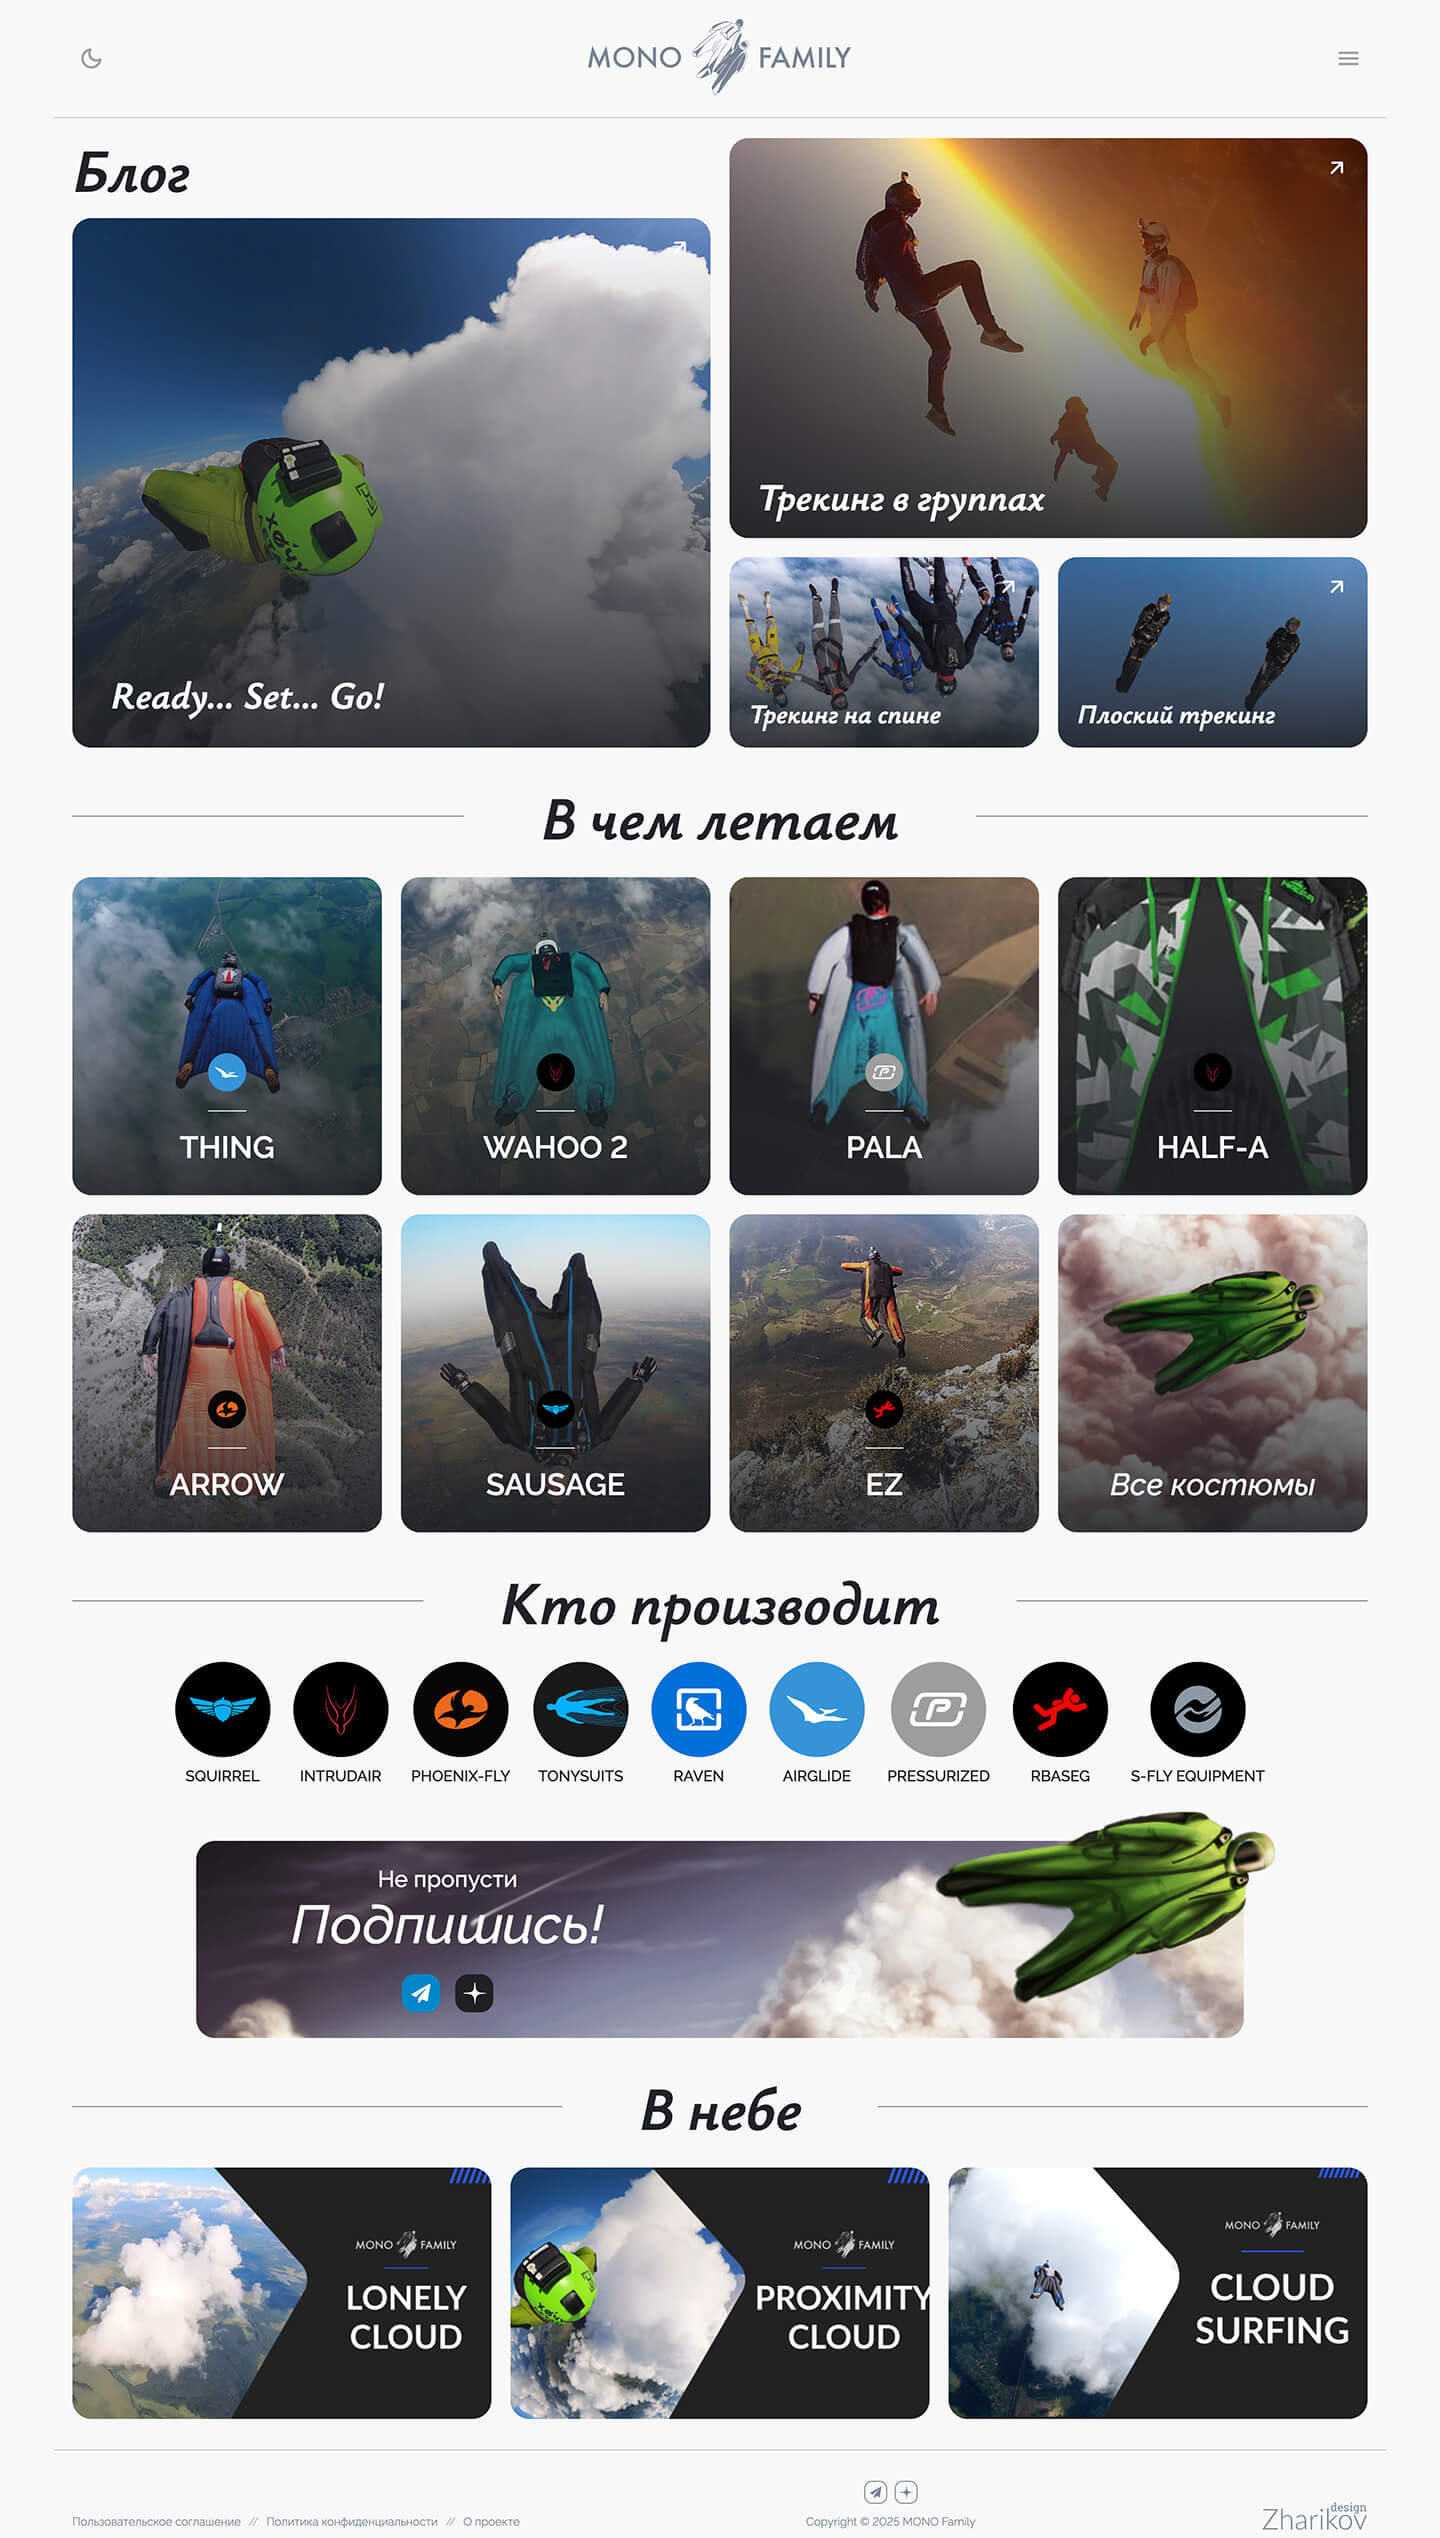 MONO FAMILY
Блог
Ready... Set... Go!
Трекинг в группах
Трекинг на спине
Плоский трекинг
В чем летаем
THING
WAHOO 2
PALA
HALF-A
ARROW
SAUSAGE
EZ
Все костюмы
Кто производит
SQUIRREL
INTRUDAIR
PHOENIX-FLY
TONYSUITS
RAVEN
AIRGLIDE
PRESSURIZED
RBASEG
S-FLY EQUIPMENT
Не пропусти
Подпишись!
В небе
MONO FAMILY
LONELY
CLOUD
MONO FAMILY
PROXIMITY
CLOUD
MONO FAMILY
CLOUD
SURFING
Пользовательское соглашение // Политика конфиденциальности // О проекте
Copyright © 2025 MONO Family
design
Zharikov